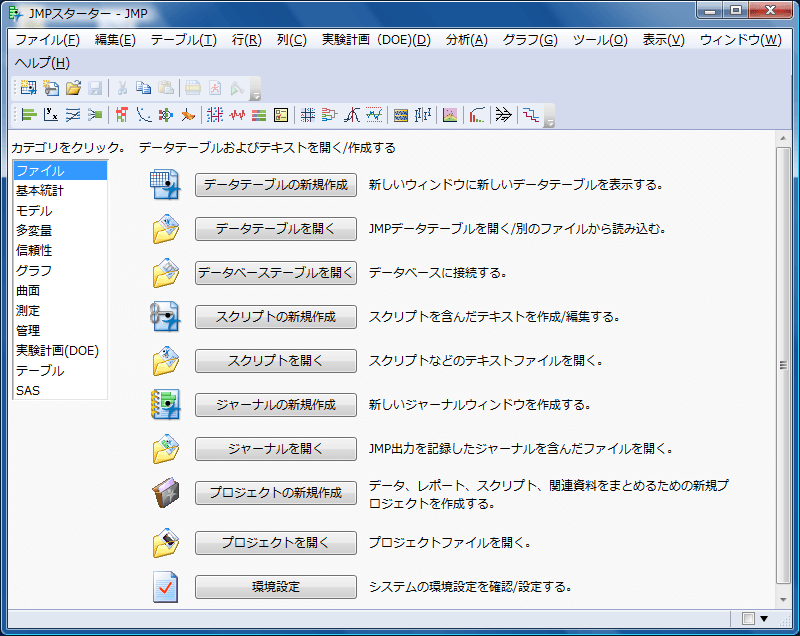 JMPスターター - JMP
ファイル(F) 編集(E) テーブル(T) 行(R) 列(C) 実験計画（DOE)(D) 分析(A) グラフ(G) ツール(O) 表示(V) ウィンドウ(W)
ヘルプ(H)
カテゴリをクリック。 データテーブルおよびテキストを開く/作成する
ファイル
基本統計
モデル
多変量
信頼性
グラフ
曲面
測定
管理
実験計画(DOE)
テーブル
SAS
データテーブルの新規作成 新しいウィンドウに新しいデータテーブルを表示する。
データテーブルを開く JMPデータテーブルを開く/別のファイルから読み込む。
データベーステーブルを開く データベースに接続する。
スクリプトの新規作成 スクリプトを含んだテキストを作成/編集する。
スクリプトを開く スクリプトなどのテキストファイルを開く。
ジャーナルの新規作成 新しいジャーナルウィンドウを作成する。
ジャーナルを開く JMP出力を記録したジャーナルを含んだファイルを開く。
プロジェクトの新規作成 データ、レポート、スクリプト、関連資料をまとめるための新規プ
ロジェクトを作成する。
プロジェクトを開く プロジェクトファイルを開く。
環境設定 システムの環境設定を確認/設定する。